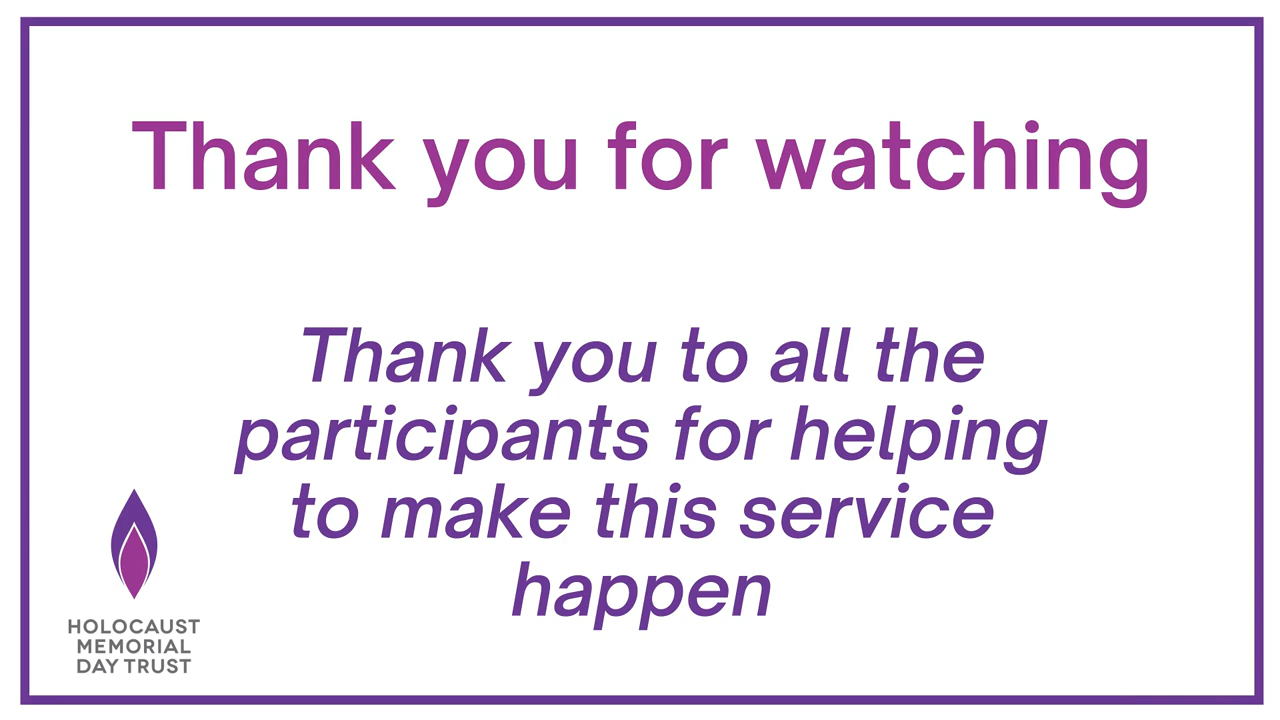 Thank you for watching
Thank you to all the
participants for helping
to make this service
happen
HOLOCAUST
MEMORIAL
DAY TRUST